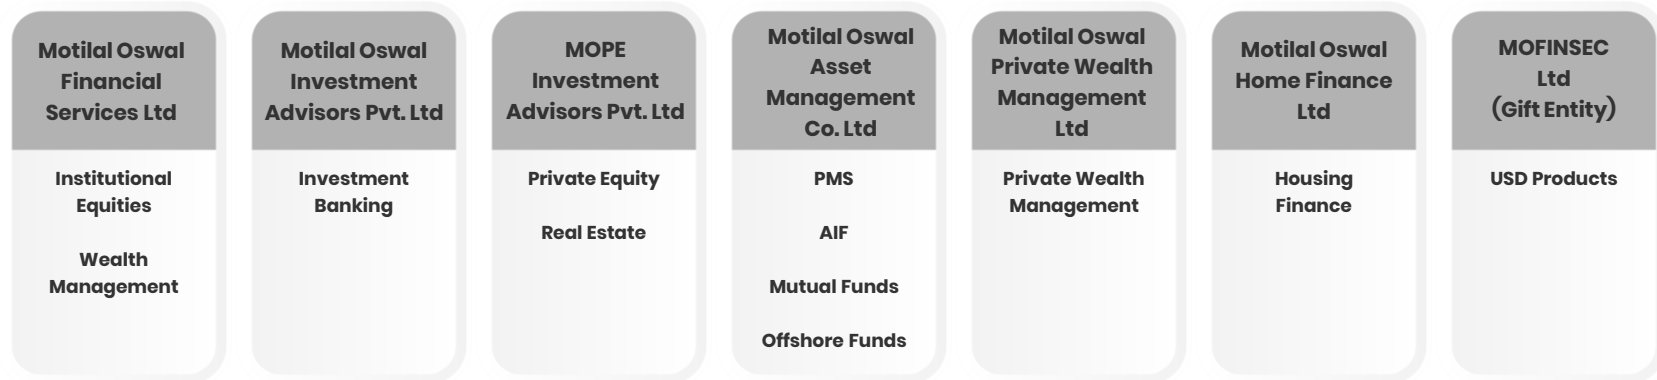 Motilal Oswal
Financial
Services Ltd
Institutional
Equities
Wealth
Management
Motilal Oswal
Investment
Advisors Pvt. Ltd
Investment
Banking
MOPE
Investment
Advisors Pvt. Ltd
Private Equity
Real Estate
Motilal Oswal
Asset
Management
Co. Ltd
PMS
AIF
Mutual Funds
Offshore Funds
Motilal Oswal
Private Wealth
Management
Ltd
Private Wealth
Management
Motilal Oswal
Home Finance
Ltd
Housing
Finance
MOFINSEC
Ltd
(Gift Entity)
USD Products